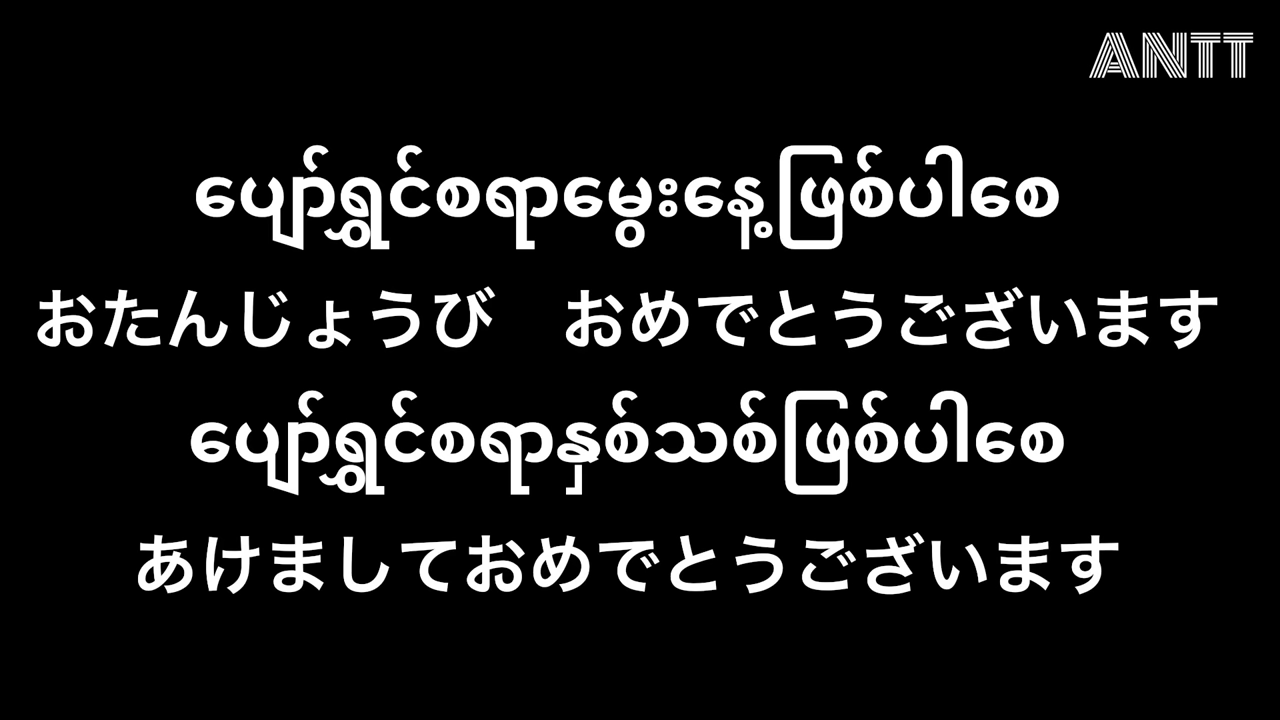 ANTT
ပျော်ရွှင်စရာမွေးနေ့ဖြစ်ပါစေ
おたんじょうび　おめでとうございます
ပျော်ရွှင်စရာနှစ်သစ်ဖြစ်ပါစေ
あけましておめでとうございます